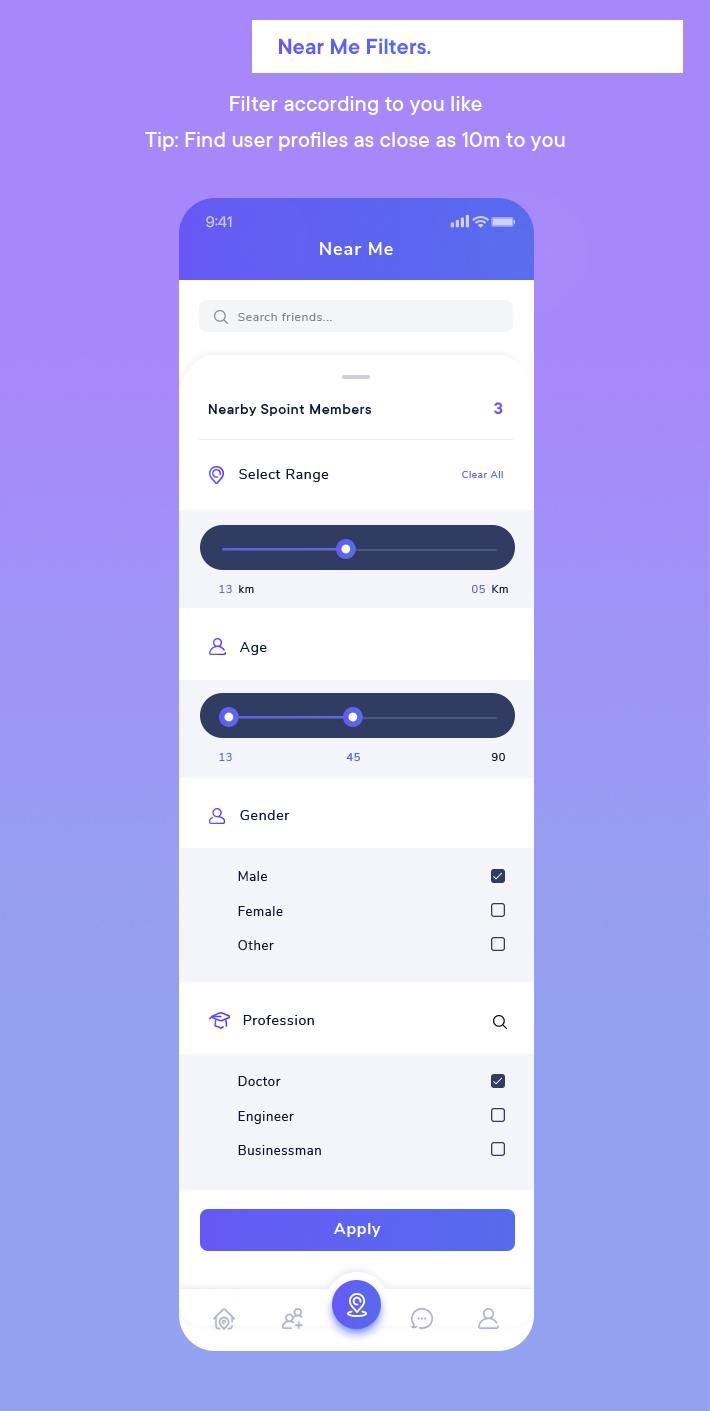 Near Me Filters.
Filter according to you like
Tip: Find user profiles as close as 10m to you
9:41
Near Me
Search friends...
Nearby Spoint Members 3
Select Range Clear All
13 km 05 Km
Age
13 45 90
Gender
Male
Female
Other
Profession
Doctor
Engineer
Businessman
Apply